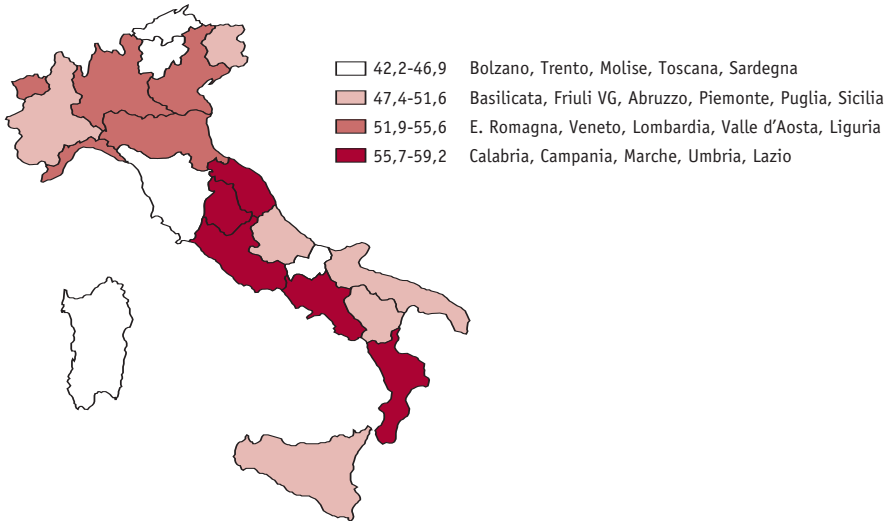 42,2-46,9 Bolzano, Trento, Molise, Toscana, Sardegna
47,4-51,6 Basilicata, Friuli VG, Abruzzo, Piemonte, Puglia, Sicilia
51,9-55,6 E. Romagna, Veneto, Lombardia, Valle d'Aosta, Liguria
55,7-59,2 Calabria, Campania, Marche, Umbria, Lazio